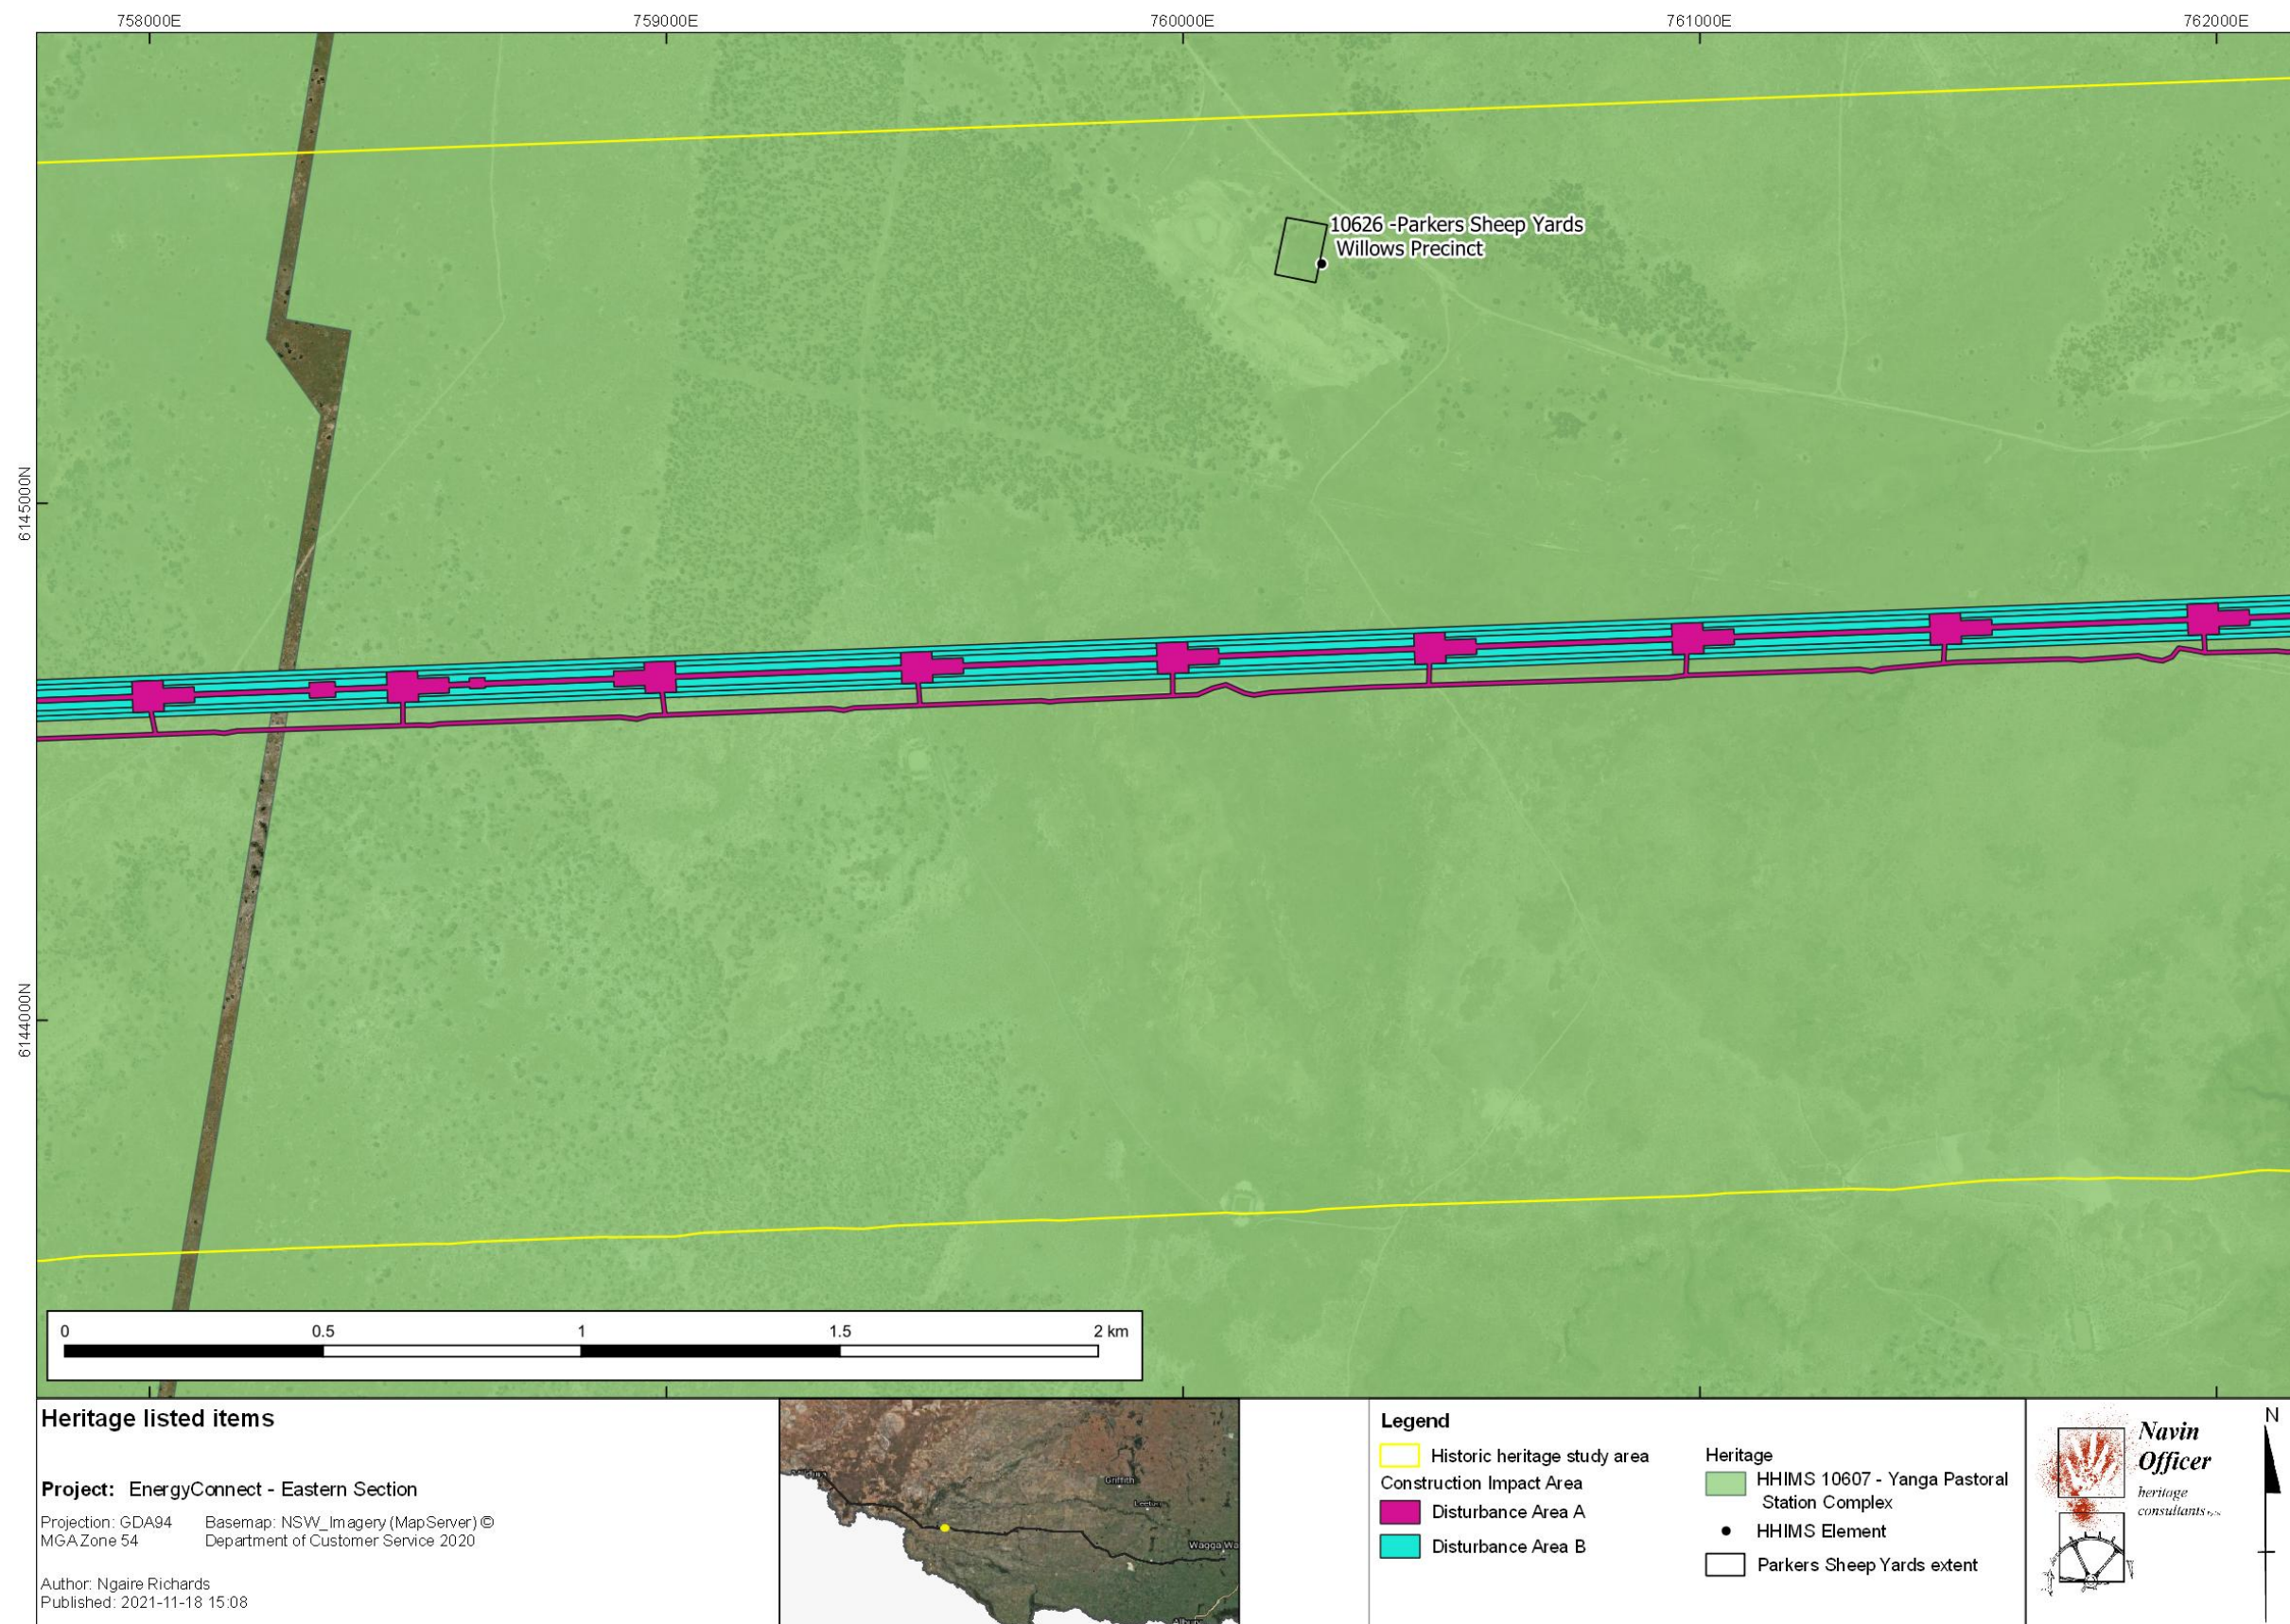 758000E
759000E
760000E
761000E
762000E
6145000N
6144000N
10626 -Parkers Sheep Yards
Willows Precinct
0
0.5
1
1.5
2 km
Heritage listed items
Project: EnergyConnect - Eastern Section
Projection: GDA94
MGA Zone 54
Basemap: NSW_Imagery (MapServer) ©
Department of Customer Service 2020
Author: Ngaire Richards
Published: 2021-11-18 15:08
Griffith
Leeton
Wagga Wa
Legend
Historic heritage study area
Construction Impact Area
Disturbance Area A
Disturbance Area B
Heritage
HHIMS 10607 - Yanga Pastoral
Station Complex
HHIMS Element
Parkers Sheep Yards extent
Navin
Officer
heritage
consultants
N